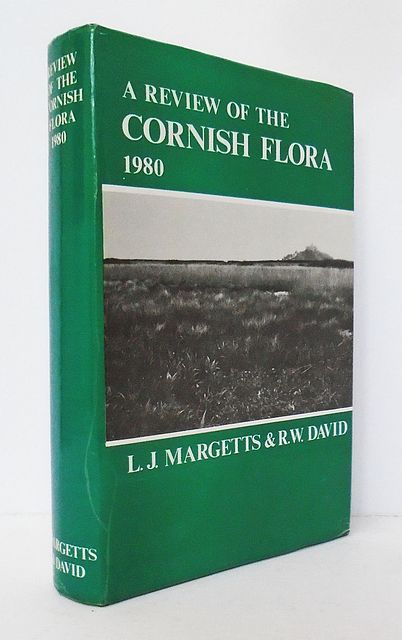 A REVIEW OF THE
CORNISH FLORA
1980
L. J. MARGETTS & R.W. DAVID
REVIEW
OF THE
CORNISH
FLORA
1980
MARGETTS
DAVID